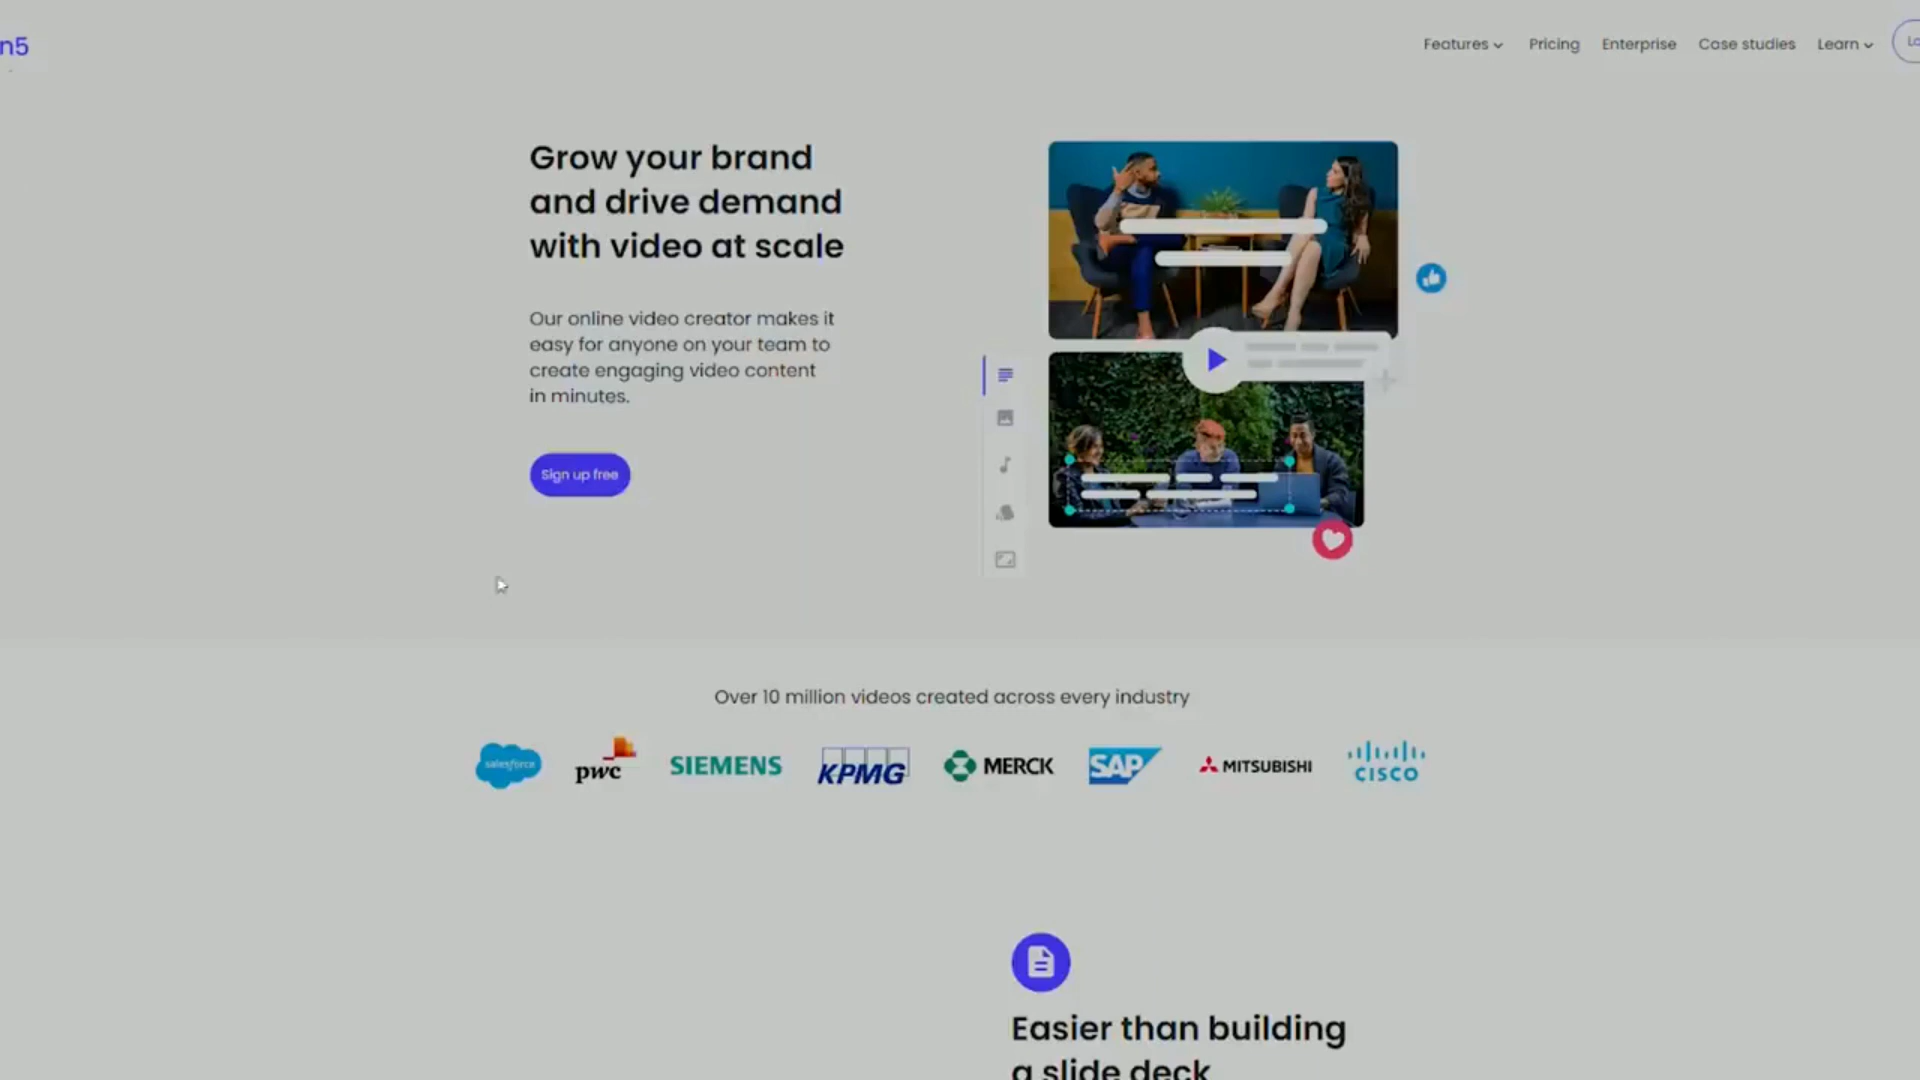 n5
Features
Pricing
Enterprise
Case studies
Learn
Grow your brand
and drive demand
with video at scale
Our online video creator makes it
easy for anyone on your team to
create engaging video content
in minutes.
Sign up free
Over 10 million videos created across every industry
salesforce
pwc
SIEMENS
KPMG
MERCK
SAP
MITSUBISHI
CISCO
Easier than building
a slide deck